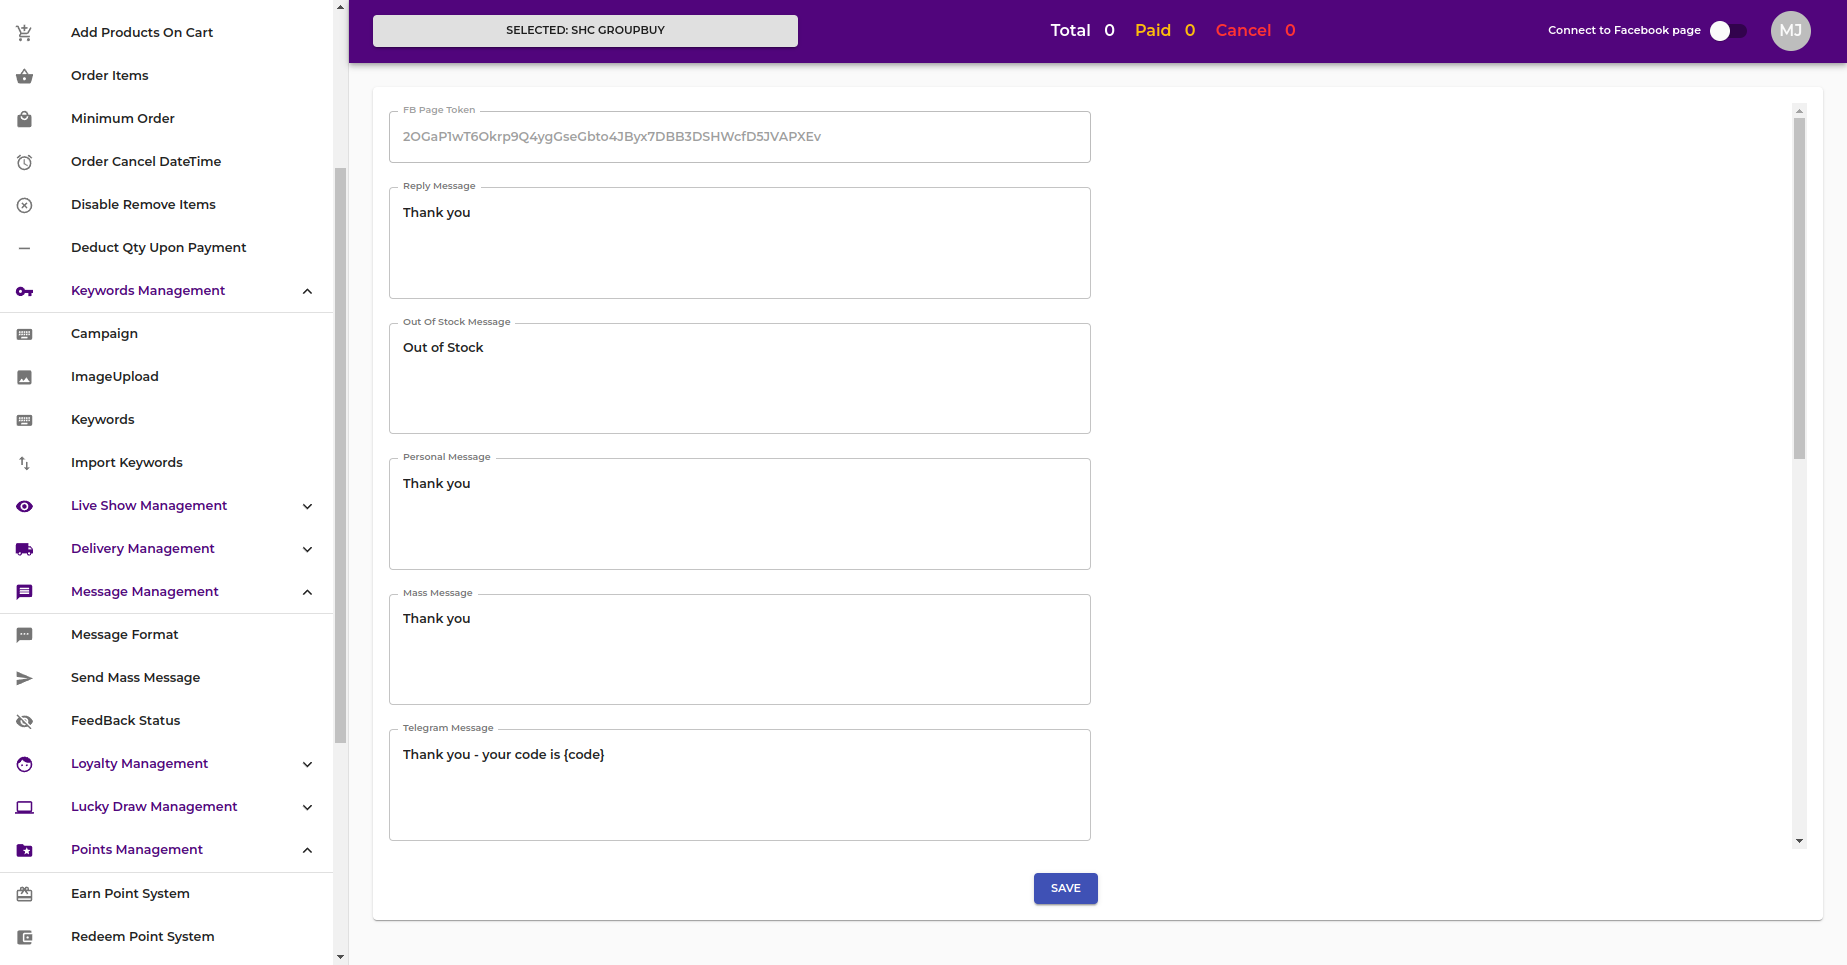 Add Products On Cart
Order Items
Minimum Order
Order Cancel DateTime
Disable Remove Items
Deduct Qty Upon Payment
Keywords Management
Campaign
ImageUpload
Keywords
Import Keywords
Live Show Management
Delivery Management
Message Management
Message Format
Send Mass Message
FeedBack Status
Loyalty Management
Lucky Draw Management
Points Management
Earn Point System
Redeem Point System
SELECTED: SHC GROUPBUY
Total 0 Paid 0 Cancel 0
Connect to Facebook page
MJ
FB Page Token
2OGaP1wT6Okrp9Q4ygGseGbto4JByx7DBB3DSHWcfD5JVAPXEv
Reply Message
Thank you
Out Of Stock Message
Out of Stock
Personal Message
Thank you
Mass Message
Thank you
Telegram Message
Thank you - your code is {code}
SAVE